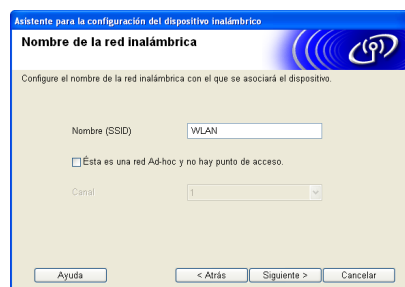 Asistente para la configuración del dispositivo inalámbrico
Nombre de la red inalámbrica
Configure el nombre de la red inalámbrica con el que se asociará el dispositivo.
Nombre (SSID) WLAN
Ésta es una red Ad-hoc y no hay punto de acceso.
Canal 1
Ayuda < Atrás Siguiente > Cancelar